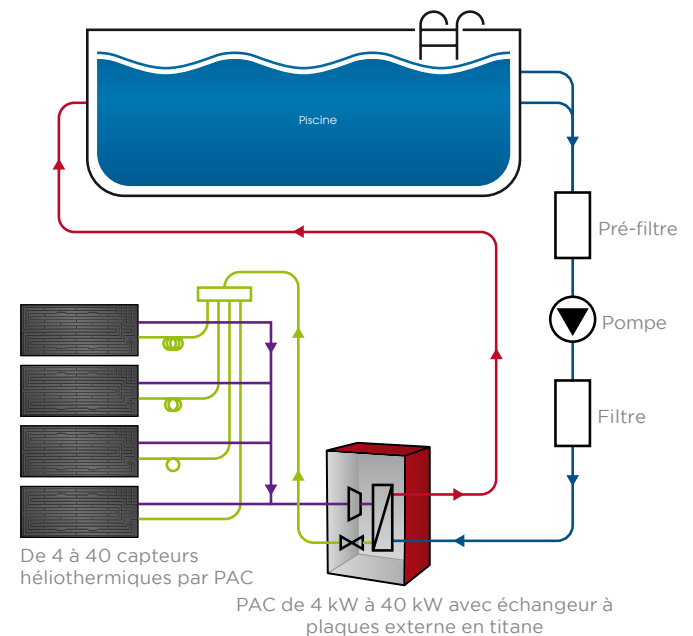 Piscine
Pré-filtre
Pompe
Filtre
De 4 à 40 capteurs
héliothermiques par PAC
PAC de 4 kW à 40 kW avec échangeur à
plaques externe en titane